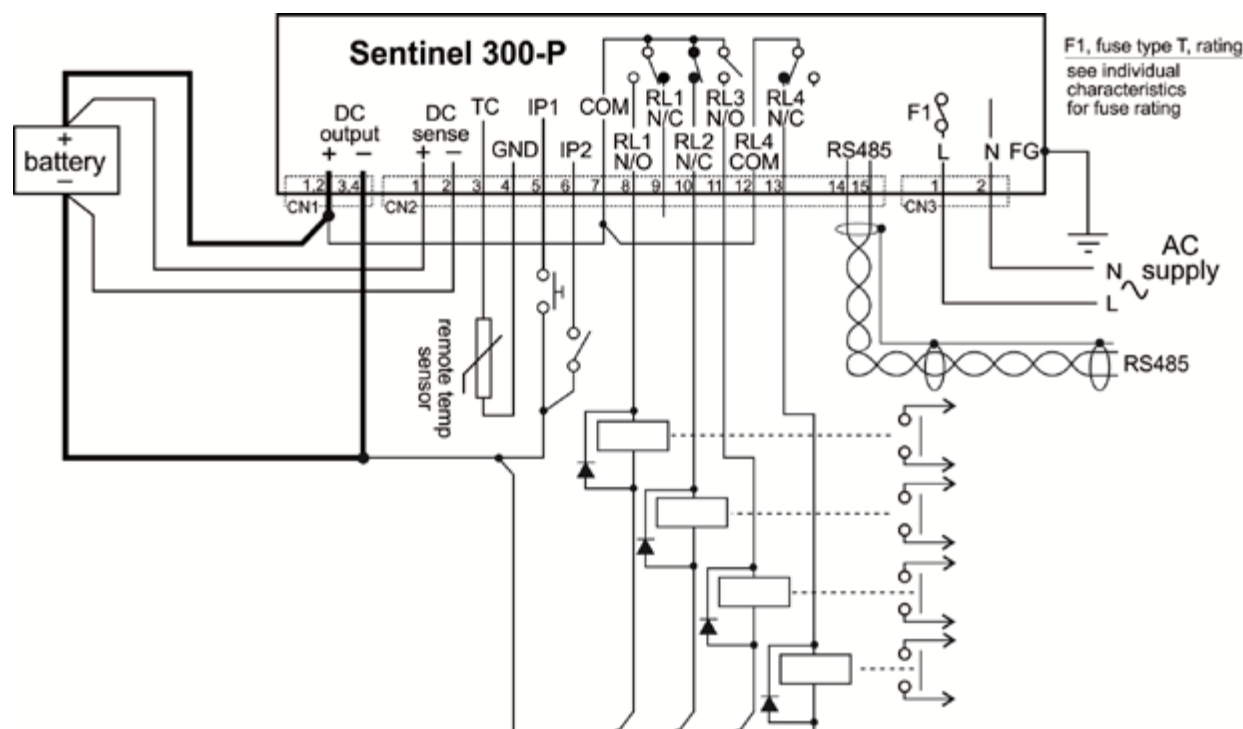 Sentinel 300-P
F1, fuse type T, rating
see individual
characteristics
for fuse rating
TC IP1 COM RL1 N/C RL3 N/O RL4 N/C
DC output
+ −
DC sense
+ −
GND IP2 RL1 N/O RL2 N/C RL4 COM
RS485
F1
L N FG
+
battery
−
1,2 3,4
CN1
1 2 3 4 5 6 7 8 9 10 11 12 13 14 15
CN2
1 2
CN3
AC
supply
N
L
remote temp
sensor
RS485